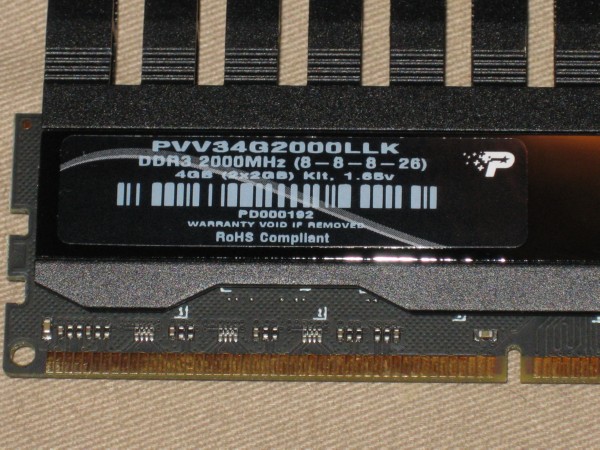 PVV34G2000LLK
DDR3 2000MHz (8-8-8-26)
4GB (2x2GB) Kit, 1.65v
PD000192
WARRANTY VOID IF REMOVED
RoHS Compliant
P